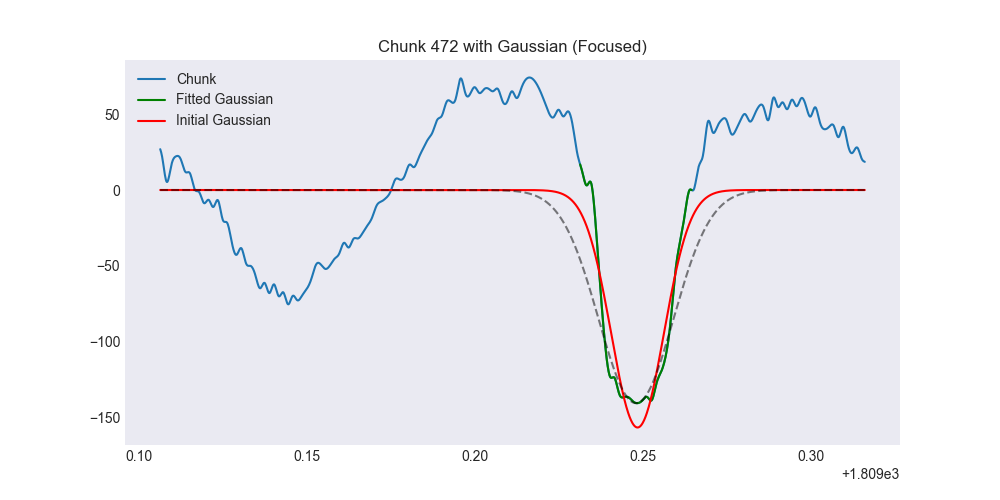 Chunk 472 with Gaussian (Focused)
Chunk
Fitted Gaussian
Initial Gaussian
50
0
−50
−100
−150
0.10 0.15 0.20 0.25 0.30
+1.809e3